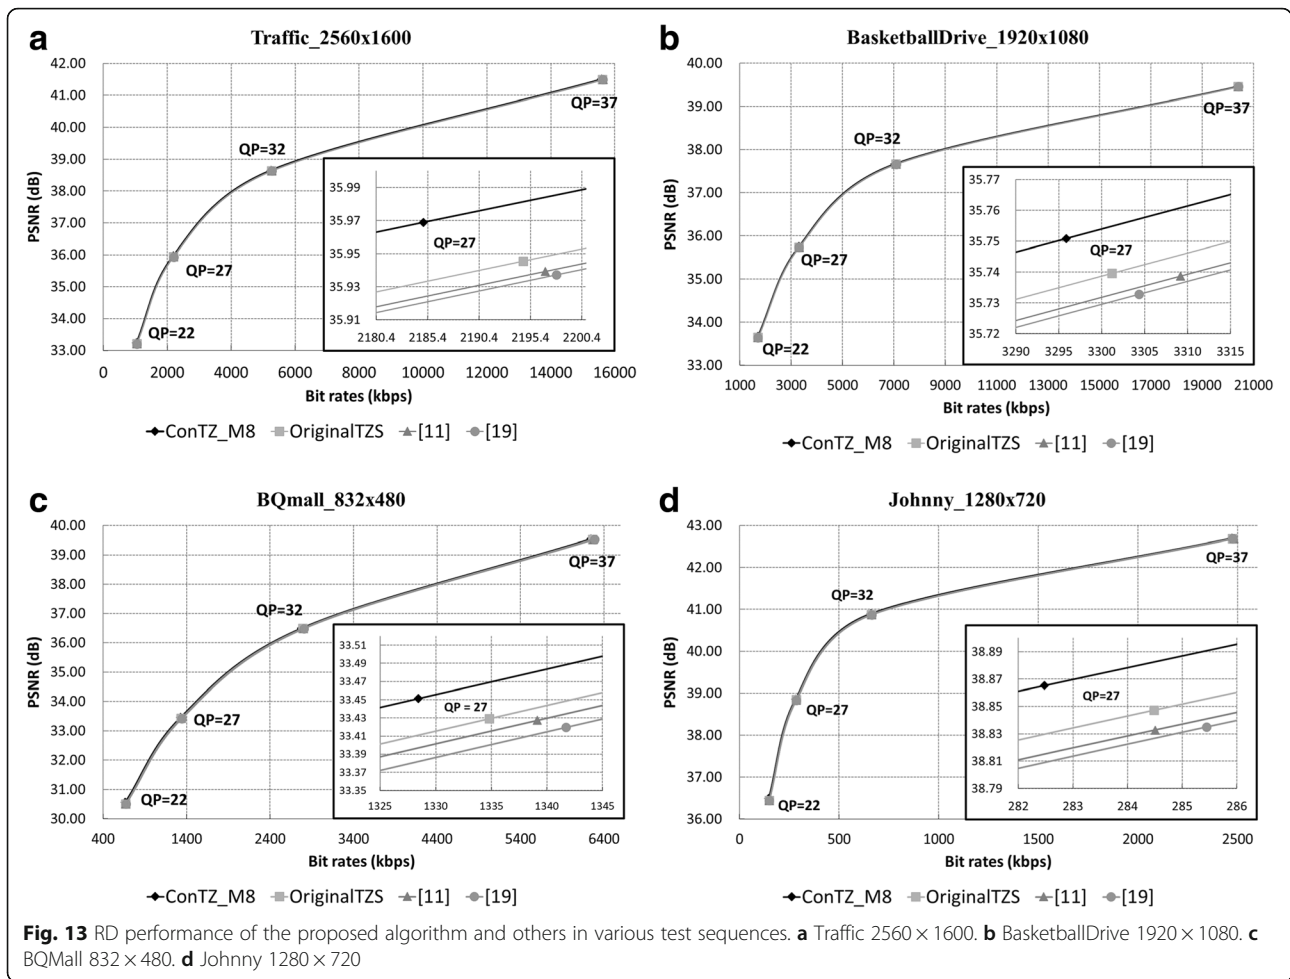 a
Traffic_2560x1600
42.00
41.00
40.00
39.00
38.00
37.00
36.00
35.00
34.00
33.00
PSNR (dB)
QP=37
QP=32
QP=27
QP=22
35.99
35.97
35.95
35.93
35.91
QP=27
2180.4 2185.4 2190.4 2195.4 2200.4
0 2000 4000 6000 8000 10000 12000 14000 16000
Bit rates (kbps)
ConTZ_M8 OriginalTZS [11] [19]
b
BasketballDrive_1920x1080
40.00
39.00
38.00
37.00
36.00
35.00
34.00
33.00
PSNR (dB)
QP=37
QP=32
QP=27
QP=22
35.77
35.76
35.75
35.74
35.73
35.72
QP=27
3290 3295 3300 3305 3310 3315
1000 3000 5000 7000 9000 11000 13000 15000 17000 19000 21000
Bit rates (kbps)
ConTZ_M8 OriginalTZS [11] [19]
c
BQmall_832x480
40.00
39.00
38.00
37.00
36.00
35.00
34.00
33.00
32.00
31.00
30.00
PSNR (dB)
QP=37
QP=32
QP=27
QP=22
33.51
33.49
33.47
33.45
33.43
33.41
33.39
33.37
33.35
QP = 27
1325 1330 1335 1340 1345
400 1400 2400 3400 4400 5400 6400
Bit rates (kbps)
ConTZ_M8 OriginalTZS [11] [19]
d
Johnny_1280x720
43.00
42.00
41.00
40.00
39.00
38.00
37.00
36.00
PSNR (dB)
QP=37
QP=32
QP=27
QP=22
38.89
38.87
38.85
38.83
38.81
38.79
QP=27
282 283 284 285 286
0 500 1000 1500 2000 2500
Bit rates (kbps)
ConTZ_M8 OriginalTZS [11] [19]
Fig. 13 RD performance of the proposed algorithm and others in various test sequences. a Traffic 2560 × 1600. b BasketballDrive 1920 × 1080. c
BQMall 832 × 480. d Johnny 1280 × 720